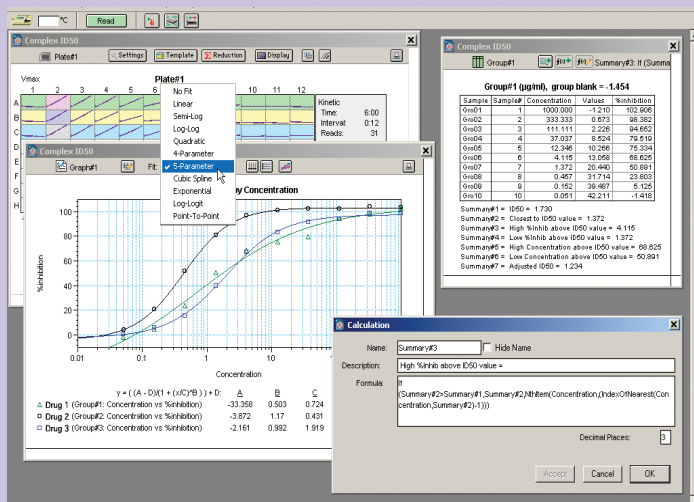 °C
Read
Complex ID50
Plate#1
Settings
Template
Reduction
Display
Vmax
Plate#1
1 2 3 4 5 6 10 11 12
A
B
C
D
E
F
G
H
Kinetic
Time: 6:00
Interval: 0:12
Reads: 31
No Fit
Linear
Semi-Log
Log-Log
Quadratic
4-Parameter
5-Parameter
Cubic Spline
Exponential
Log-Logit
Point-To-Point
Complex ID50
Graph#1
Fit:
by Concentration
%inhibition
100
80
60
40
20
0
0.01 0.1 1 10
Concentration
y = ( (A - D)/(1 + (x/C)^B ) ) + D: A B C
Drug 1 (Group#1: Concentration vs %inhibition) -33.358 0.503 0.724
Drug 2 (Group#2: Concentration vs %inhibition) -3.872 1.17 0.431
Drug 3 (Group#3: Concentration vs %inhibition) -2.161 0.992 1.919
Complex ID50
Group#1
Summary#3: If (Summa
Group#1 (µg/ml), group blank = -1.454
Sample Sample# Concentration Values %inhibition
Gro01 1 1000.000 -1.210 102.906
Gro02 2 333.333 0.673 98.382
Gro03 3 111.111 2.226 94.652
Gro04 4 37.037 8.524 79.519
Gro05 5 12.346 10.266 75.334
Gro06 6 4.115 13.058 68.625
Gro07 7 1.372 20.440 50.891
Gro08 8 0.457 31.714 23.803
Gro09 9 0.152 39.487 5.125
Gro10 10 0.051 42.211 -1.418
Summary#1 = ID50 = 1.730
Summary#2 = Closest to ID50 value = 1.372
Summary#3 = High %Inhib above ID50 value = 4.115
Summary#4 = Low %Inhib above ID50 value = 1.372
Summary#5 = High Concentration above ID50 value = 68.625
Summary#6 = Low Concentration above ID50 value = 50.891
Summary#7 = Adjusted ID50 = 1.234
Calculation
Name: Summary#3 Hide Name
Description: High %Inhib above ID50 value =
Formula: If
(Summary#2>Summary#1,Summary#2,NthItem(Concentration,(IndexOfNearest(Con
centration,Summary#2)-1)))
Decimal Places: 3
Accept
Cancel
OK